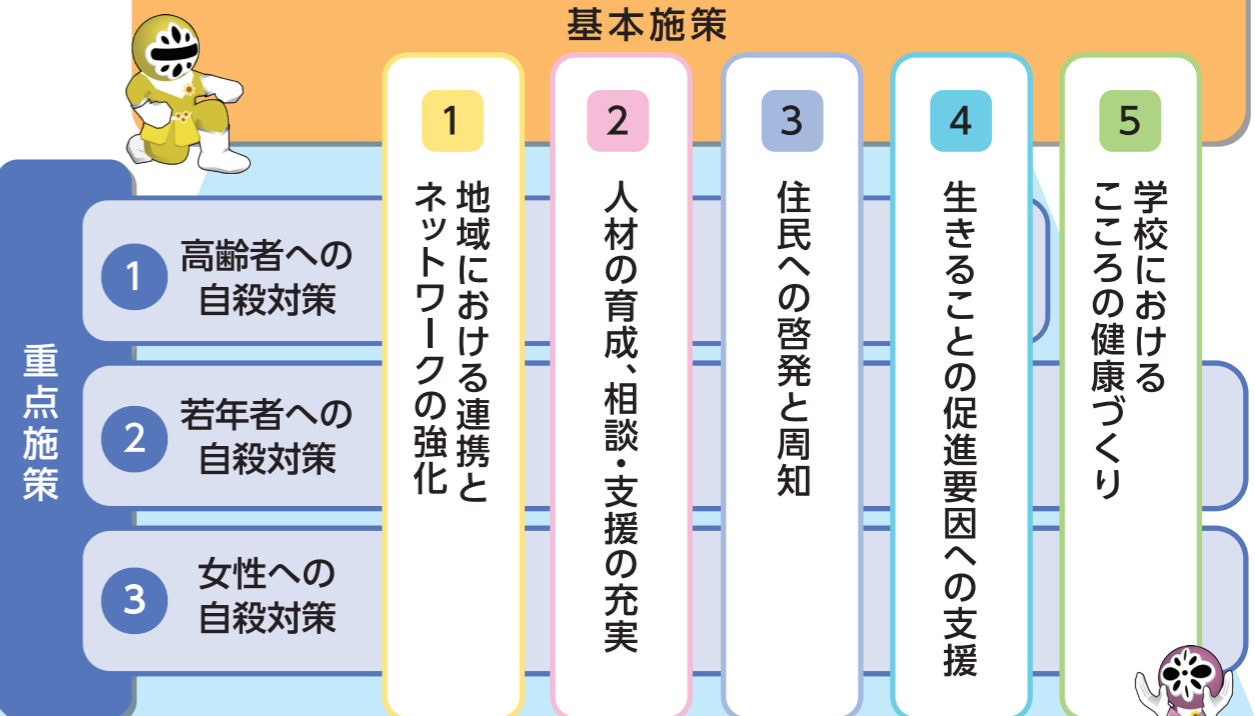 基本施策
1
地域における連携と
ネットワークの強化
2
人材の育成、相談・支援の充実
3
住民への啓発と周知
4
生きることの促進要因への支援
5
学校における
こころの健康づくり
重点施策
1
高齢者への
自殺対策
2
若年者への
自殺対策
3
女性への
自殺対策